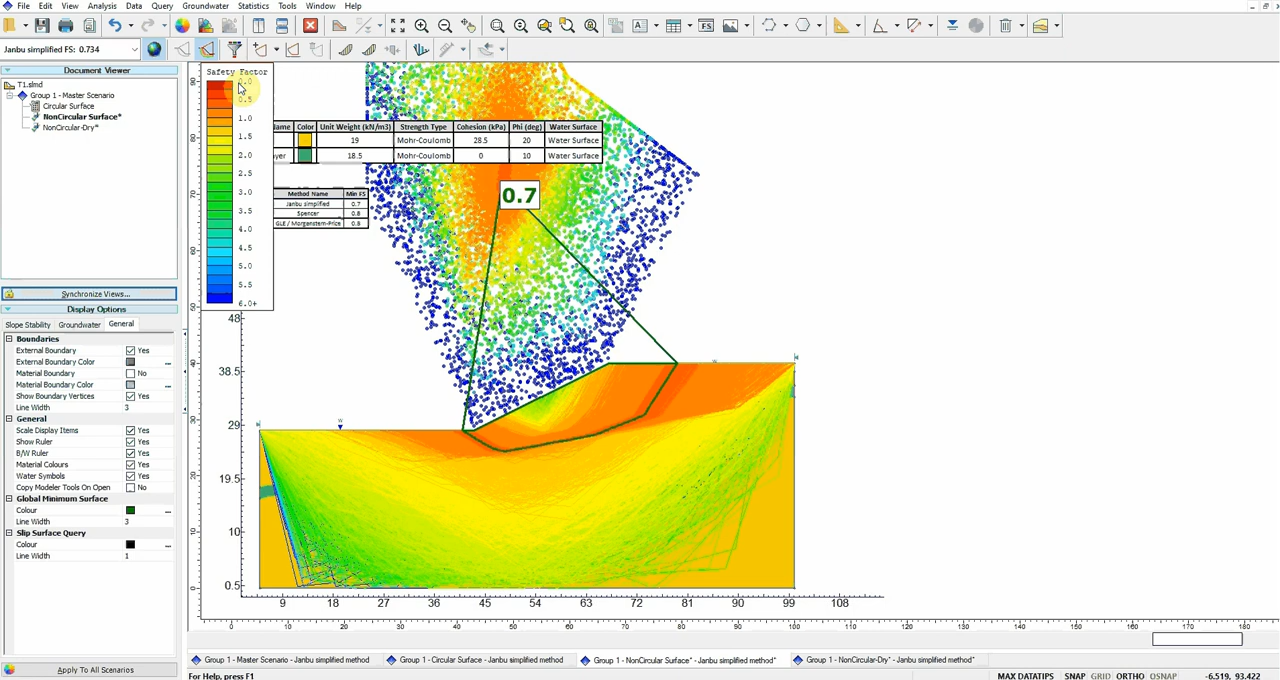 File Edit View Analysis Data Query Groundwater Statistics Tools Window Help
FS
A
Janbu simplified FS: 0.734
Document Viewer
T1.slmd
Group 1 - Master Scenario
Circular Surface
NonCircular Surface*
NonCircular-Dry*
Synchronize Views...
Display Options
Slope Stability Groundwater General
Boundaries
External Boundary Yes
External Boundary Color ...
Material Boundary No
Material Boundary Color ...
Show Boundary Vertices Yes
Line Width 3
General
Scale Display Items Yes
Show Ruler Yes
B/W Ruler Yes
Material Colours Yes
Water Symbols Yes
Copy Modeler Tools On Open No
Global Minimum Surface
Colour ...
Line Width 3
Slip Surface Query
Colour ...
Line Width 1
Apply To All Scenarios
Safety Factor
0.0
0.5
1.0
1.5
2.0
2.5
3.0
3.5
4.0
4.5
5.0
5.5
6.0+
ame Color Unit Weight (kN/m3) Strength Type Cohesion (kPa) Phi (deg) Water Surface
19 Mohr-Coulomb 28.5 20 Water Surface
yer 18.5 Mohr-Coulomb 0 10 Water Surface
Method Name Min FS
Janbu simplified 0.7
Spencer 0.8
GLE / Morgenstern-Price 0.8
0.7
W
W
90
80
70
60
50
40
30
20
10
0
48
38.5
29
19.5
10
0.5
9 18 27 36 45 54 63 72 81 90 99 108
0 10 20 30 40 50 60 70 80 90 100 110 120 130 140 150 160 170 180
Group 1 - Master Scenario - Janbu simplified method
Group 1 - Circular Surface - Janbu simplified method
Group 1 - NonCircular Surface* - Janbu simplified method*
Group 1 - NonCircular-Dry* - Janbu simplified method*
For Help, press F1
MAX DATATIPS SNAP GRID ORTHO OSNAP -6.519, 93.422